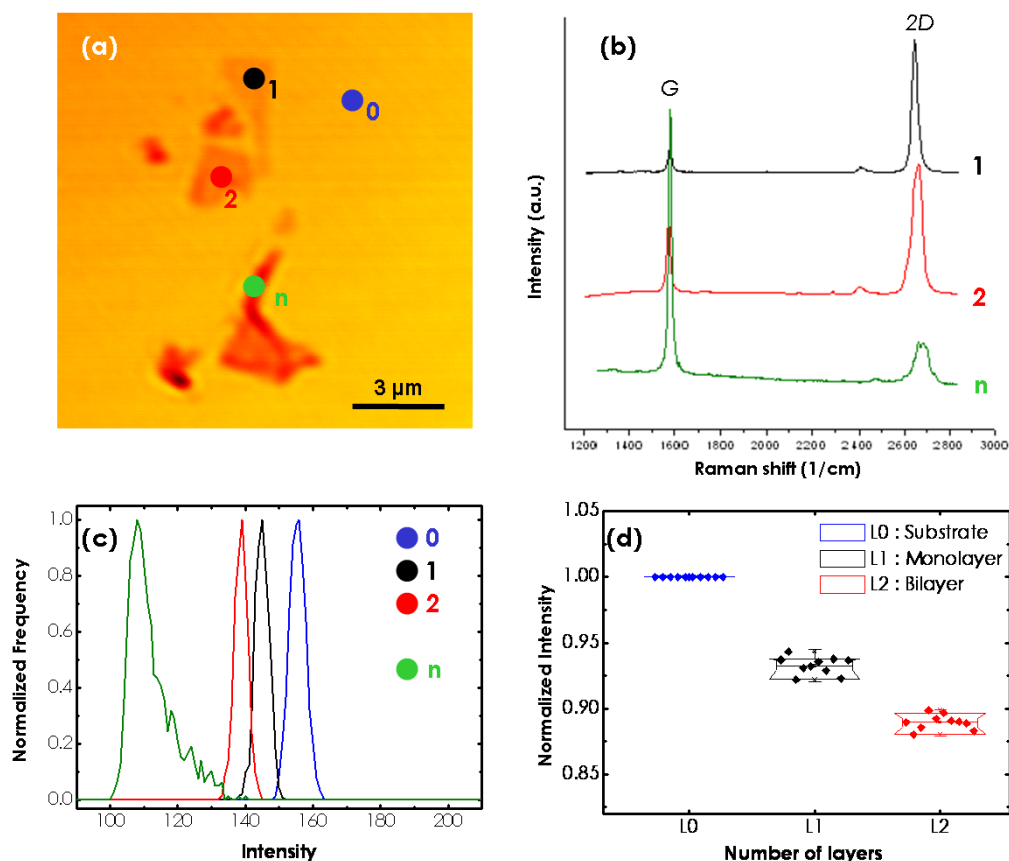 (a)
1
0
2
n
3 µm
(b)
2D
G
1
2
n
Intensity (a.u.)
1200 1400 1600 1800 2000 2200 2400 2600 2800 3000
Raman shift (1/cm)
(c)
0
1
2
n
1.0
0.8
0.6
0.4
0.2
0.0
Normalized Frequency
100 120 140 160 180 200
Intensity
(d)
L0 : Substrate
L1 : Monolayer
L2 : Bilayer
1.05
1.00
0.95
0.90
0.85
Normalized Intensity
L0 L1 L2
Number of layers